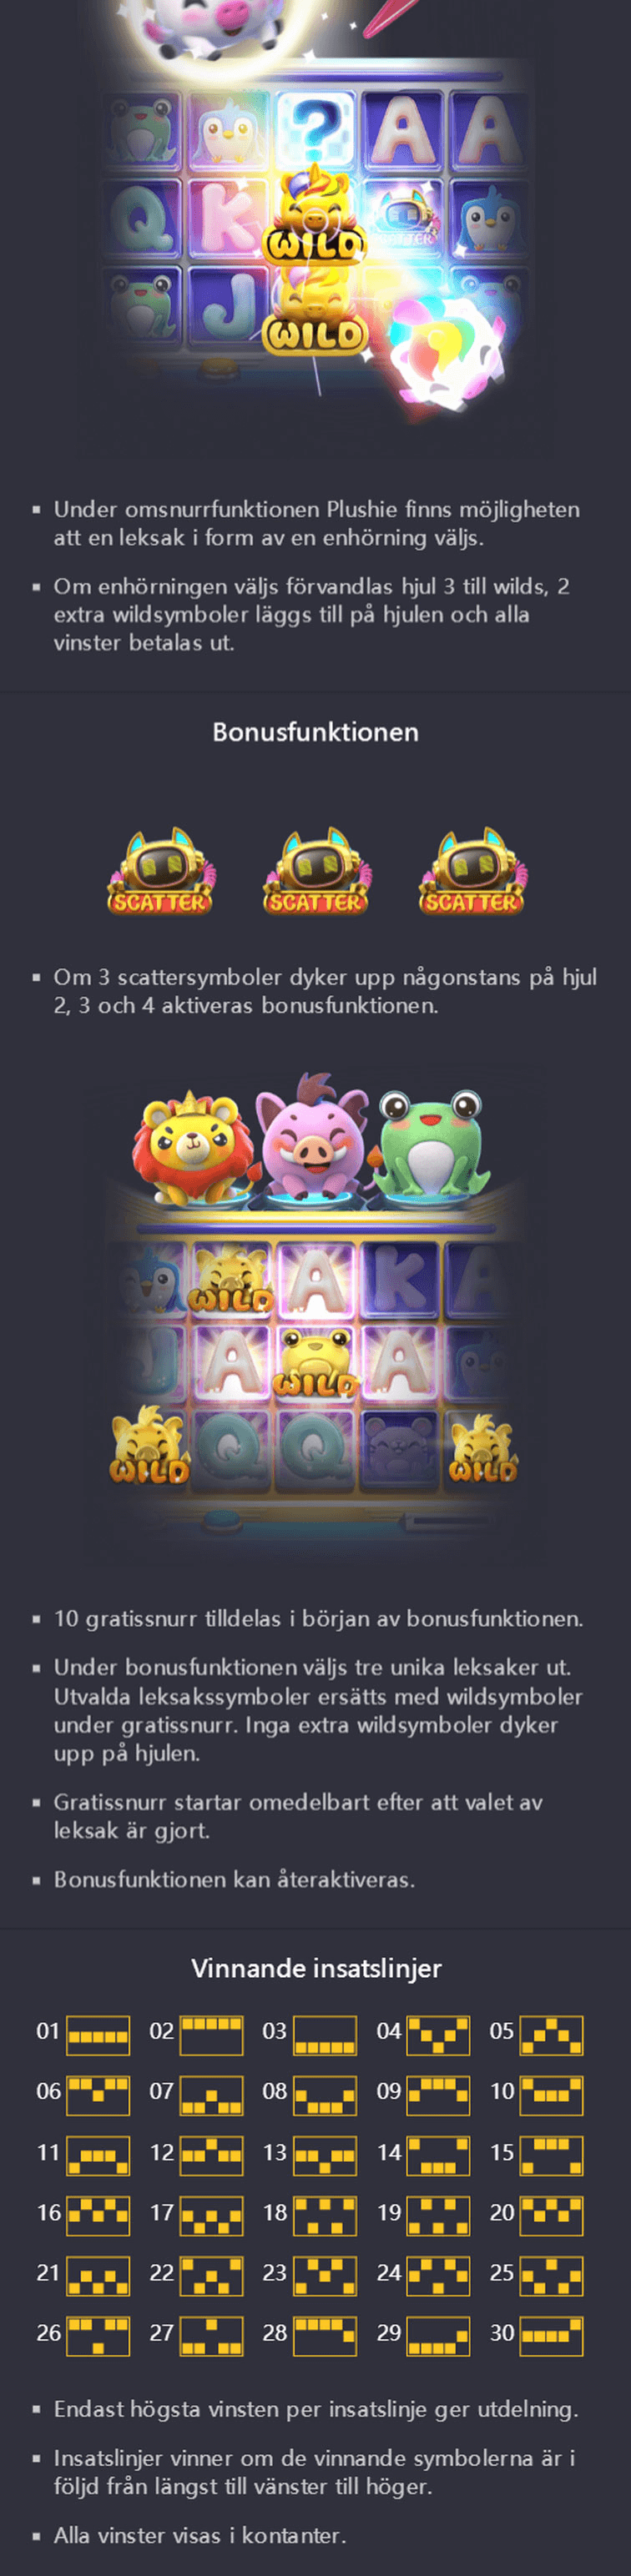 ?
A
A
Q
K
WILD
SCATTER
J
WILD
Under omsnurrfunktionen Plushie finns möjligheten
att en leksak i form av en enhörning väljs.
Om enhörningen väljs förvandlas hjul 3 till wilds, 2
extra wildsymboler läggs till på hjulen och alla
vinster betalas ut.
Bonusfunktionen
SCATTER
SCATTER
SCATTER
Om 3 scattersymboler dyker upp någonstans på hjul
2, 3 och 4 aktiveras bonusfunktionen.
WILD
A
K
A
J
A
WILD
A
WILD
Q
Q
WILD
10 gratissnurr tilldelas i början av bonusfunktionen.
Under bonusfunktionen väljs tre unika leksaker ut.
Utvalda leksakssymboler ersätts med wildsymboler
under gratissnurr. Inga extra wildsymboler dyker
upp på hjulen.
Gratissnurr startar omedelbart efter att valet av
leksak är gjort.
Bonusfunktionen kan återaktiveras.
Vinnande insatslinjer
01 02 03 04 05
06 07 08 09 10
11 12 13 14 15
16 17 18 19 20
21 22 23 24 25
26 27 28 29 30
Endast högsta vinsten per insatslinje ger utdelning.
Insatslinjer vinner om de vinnande symbolerna är i
följd från längst till vänster till höger.
Alla vinster visas i kontanter.